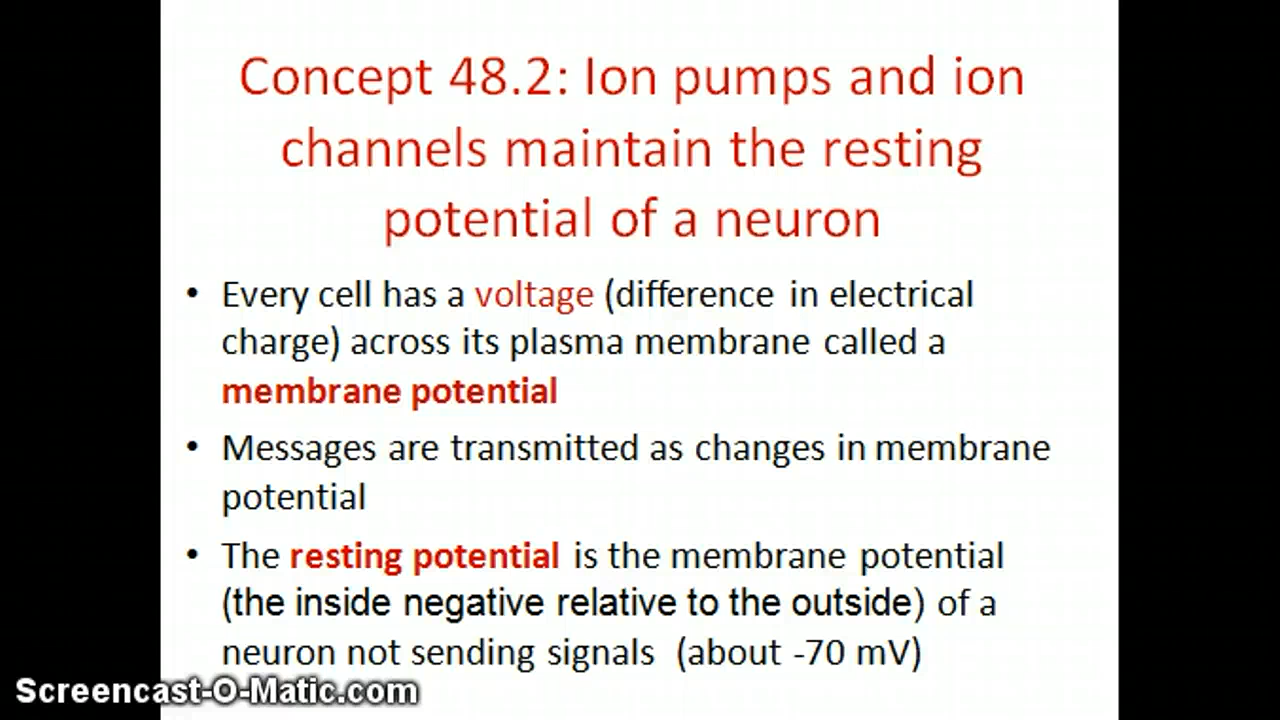 Concept 48.2: Ion pumps and ion
channels maintain the resting
potential of a neuron
• Every cell has a voltage (difference in electrical
charge) across its plasma membrane called a
membrane potential
• Messages are transmitted as changes in membrane
potential
• The resting potential is the membrane potential
(the inside negative relative to the outside) of a
neuron not sending signals (about -70 mV)
Screencast-O-Matic.com